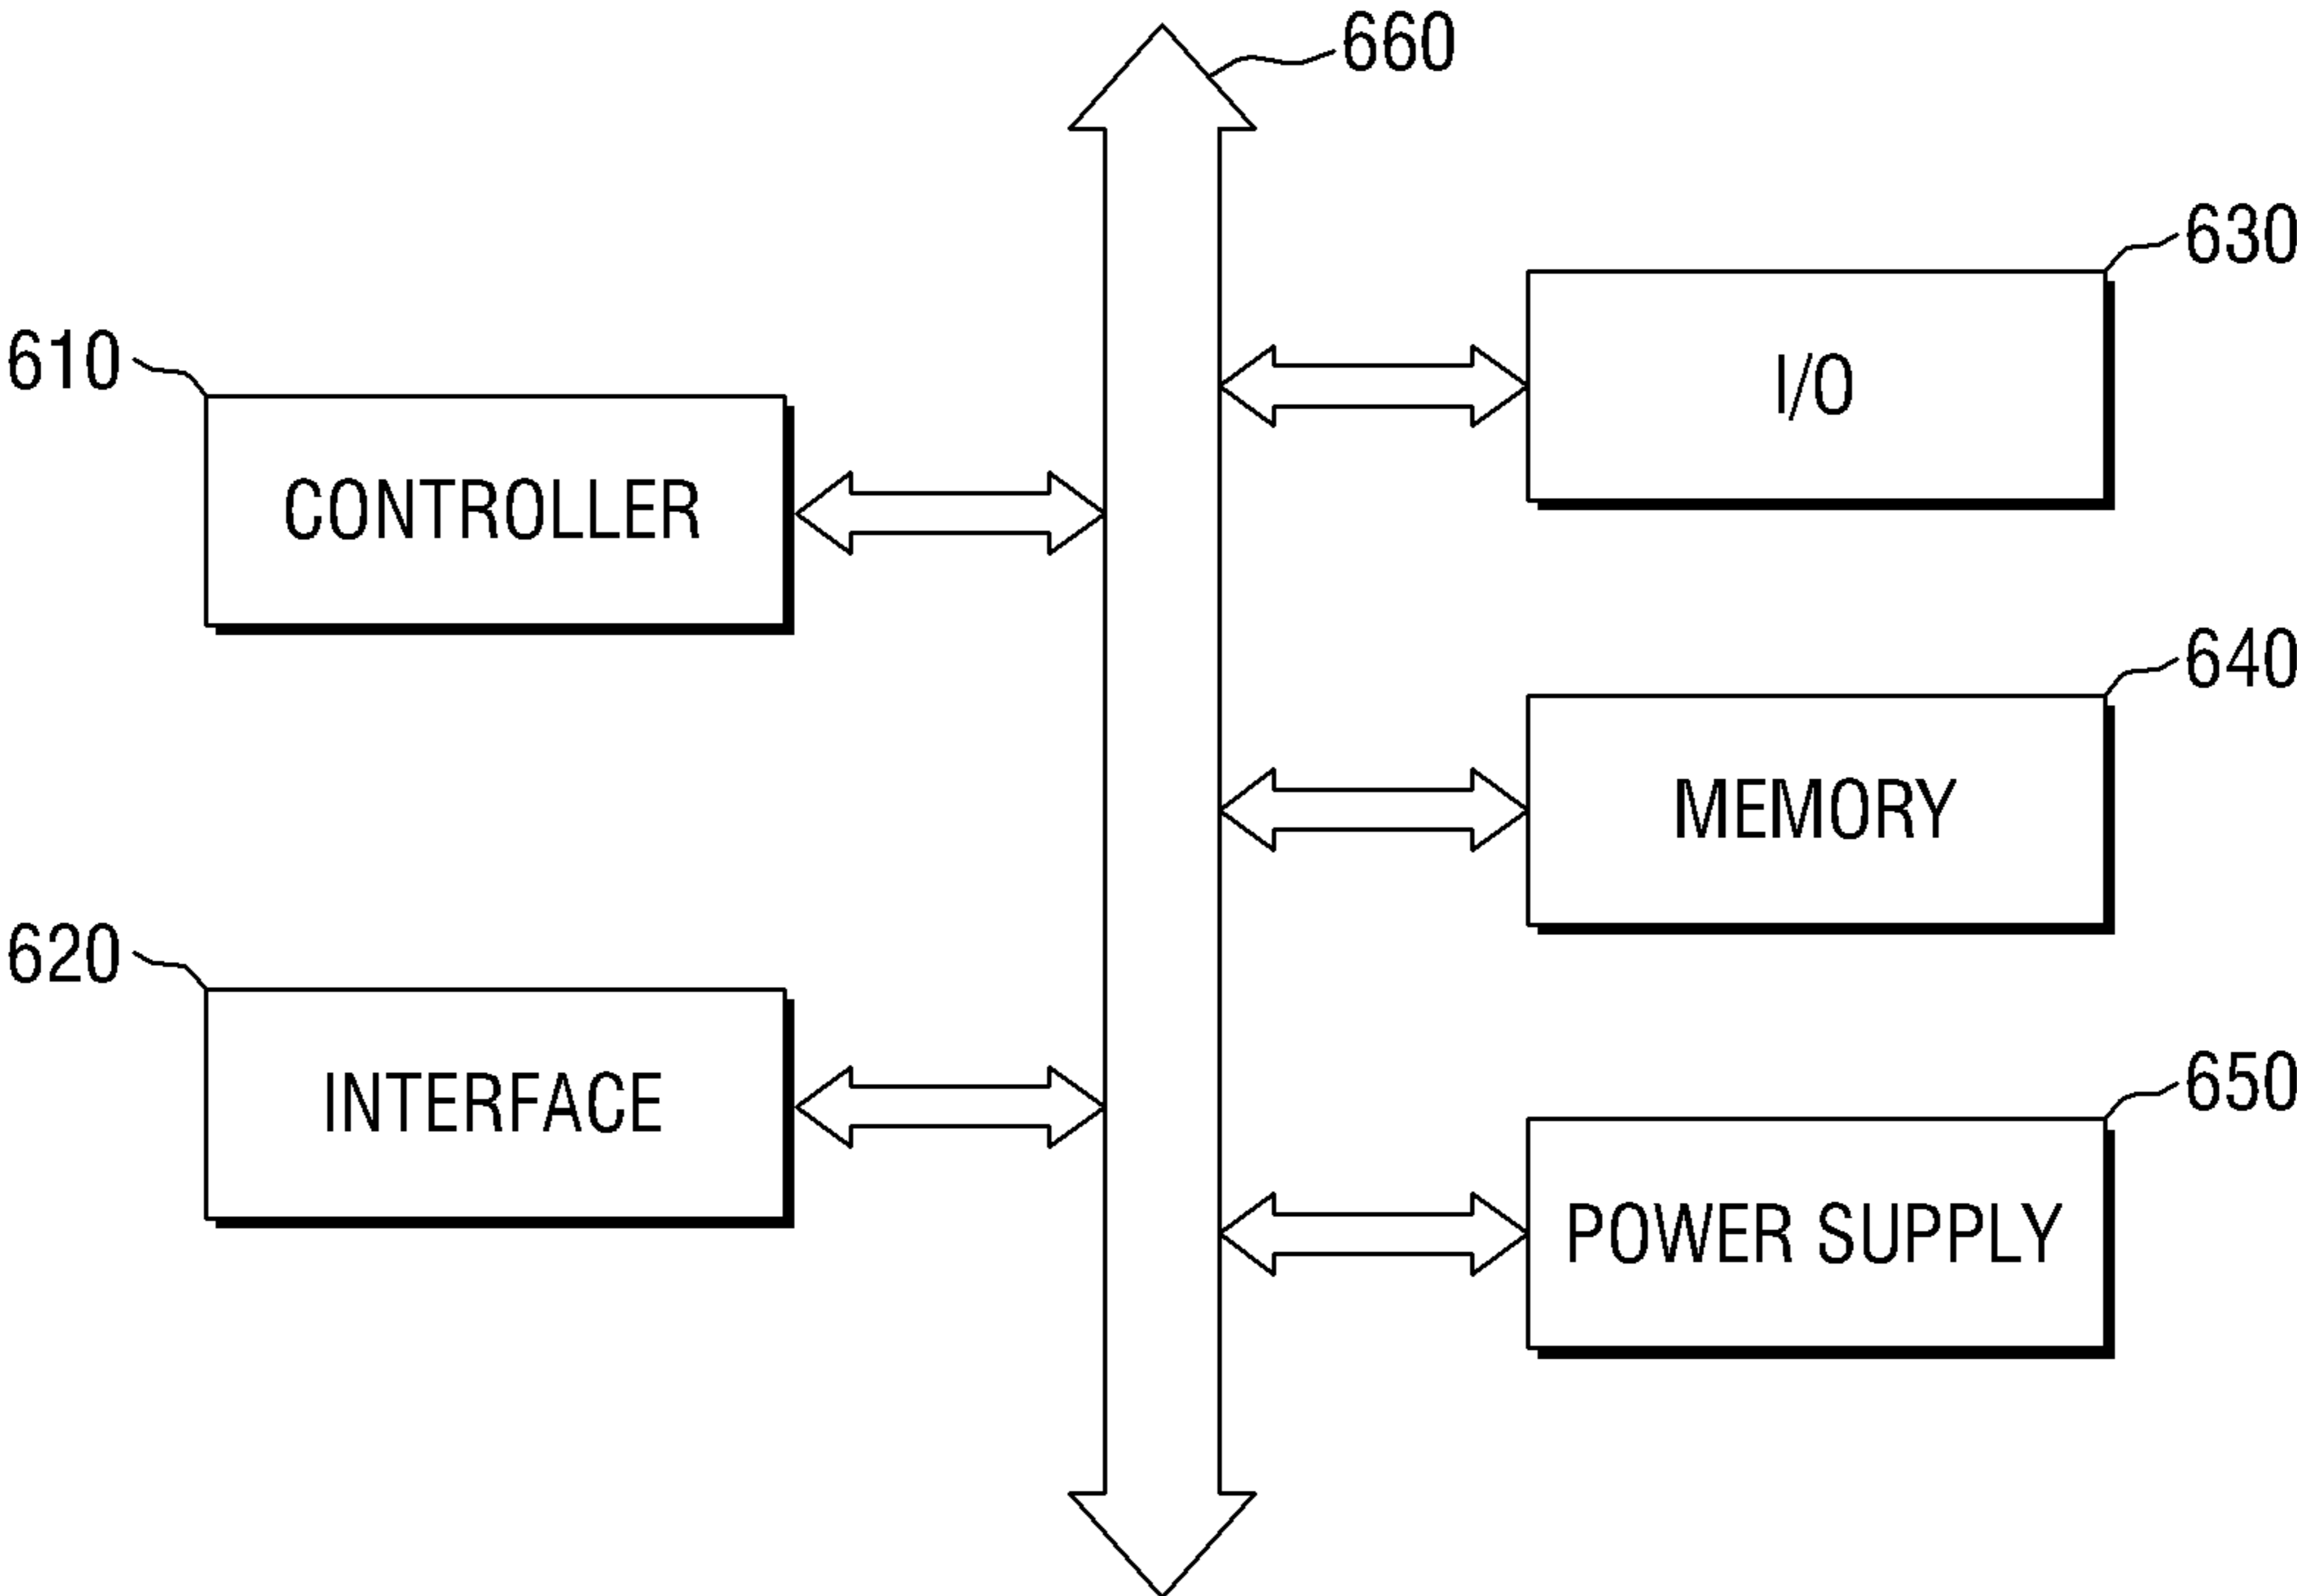 660
630
I/O
610
CONTROLLER
640
MEMORY
620
INTERFACE
650
POWER SUPPLY